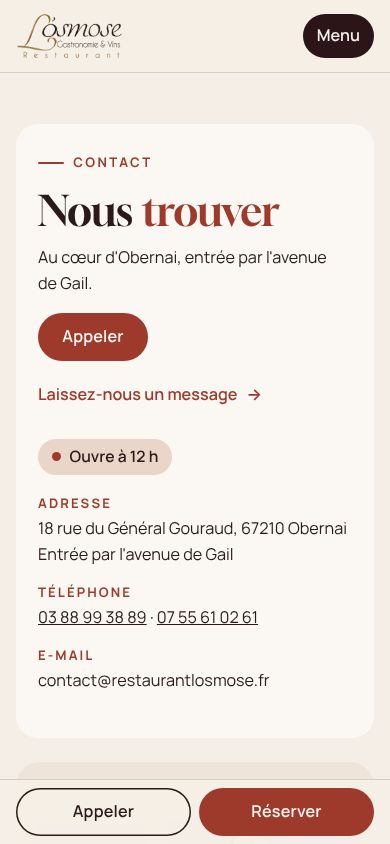 L'osmose
Gastronomie & Vins
Restaurant
Menu
CONTACT
Nous trouver
Au cœur d'Obernai, entrée par l'avenue
de Gail.
Appeler
Laissez-nous un message →
Ouvre à 12 h
ADRESSE
18 rue du Général Gouraud, 67210 Obernai
Entrée par l'avenue de Gail
TÉLÉPHONE
03 88 99 38 89 · 07 55 61 02 61
E-MAIL
contact@restaurantlosmose.fr
Appeler
Réserver